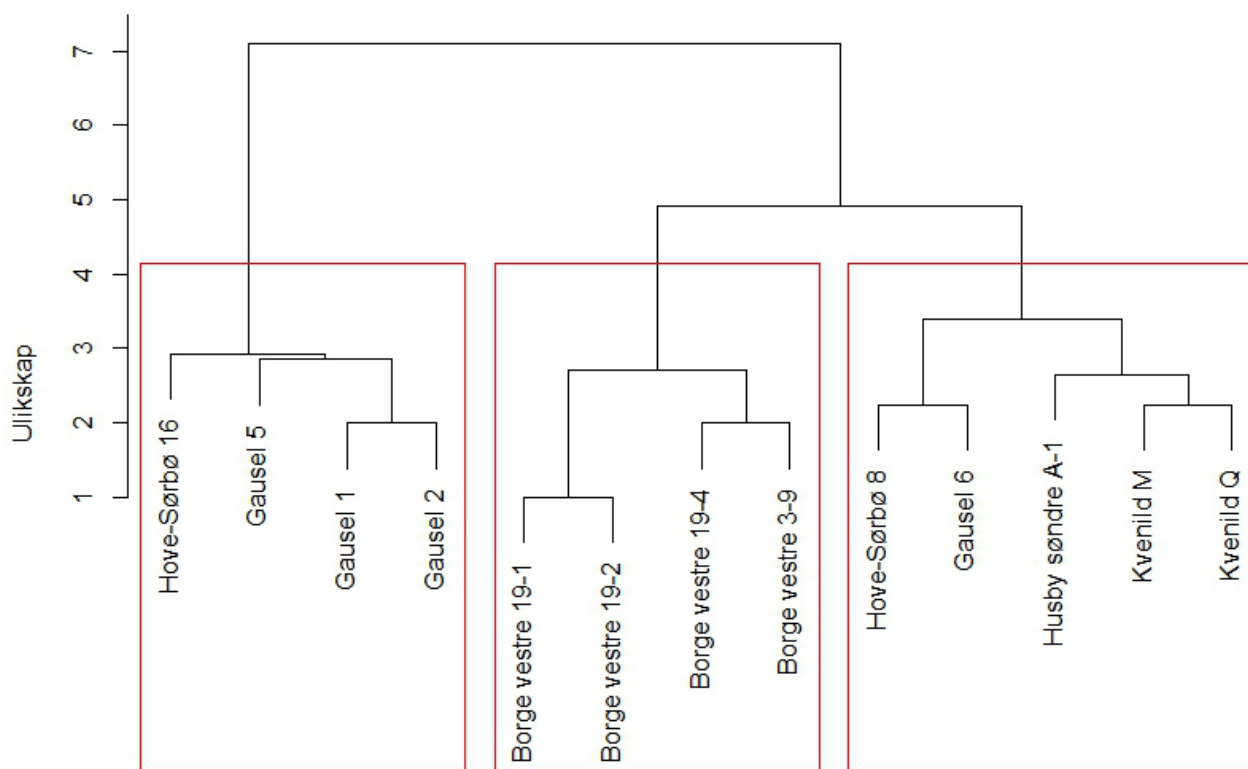 7
6
5
4
3
2
1
Ulikskap
Hove-Sørbø 16
Gausel 5
Gausel 1
Gausel 2
Borge vestre 19-1
Borge vestre 19-2
Borge vestre 19-4
Borge vestre 3-9
Hove-Sørbø 8
Gausel 6
Husby søndre A-1
Kvenild M
Kvenild Q